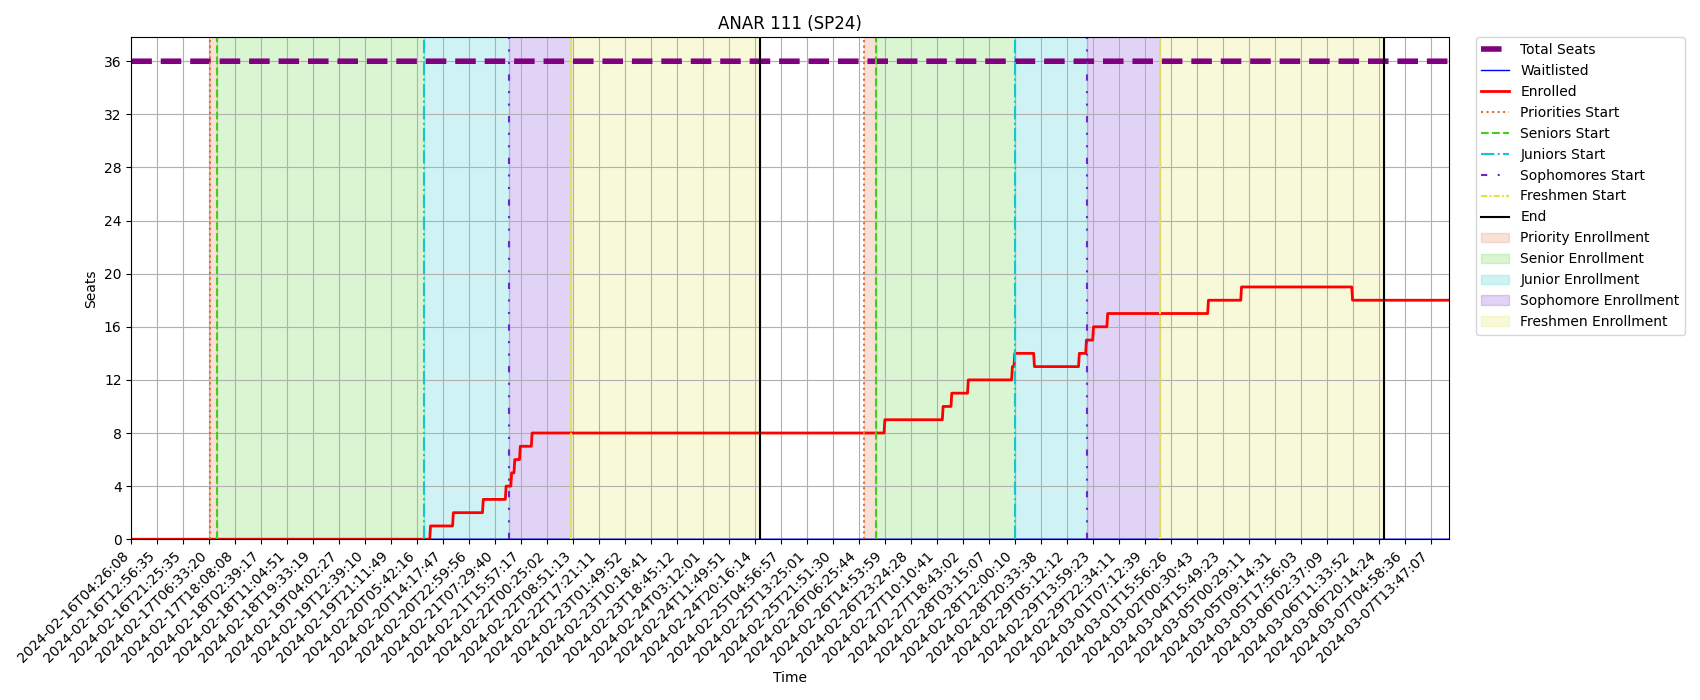 ANAR 111 (SP24)
Seats
36
32
28
24
20
16
12
8
4
0
2024-02-16T04:26:08
2024-02-16T12:56:35
2024-02-16T21:25:35
2024-02-17T06:33:20
2024-02-17T18:08:08
2024-02-18T02:39:17
2024-02-18T11:04:51
2024-02-18T19:33:19
2024-02-19T04:02:27
2024-02-19T12:39:10
2024-02-19T21:11:49
2024-02-20T05:42:16
2024-02-20T14:17:47
2024-02-20T22:59:56
2024-02-21T07:29:40
2024-02-21T15:57:17
2024-02-22T00:25:02
2024-02-22T08:51:13
2024-02-22T17:21:11
2024-02-23T01:49:52
2024-02-23T10:18:41
2024-02-23T18:45:12
2024-02-24T03:12:01
2024-02-24T11:49:51
2024-02-24T20:16:14
2024-02-25T04:56:57
2024-02-25T13:25:01
2024-02-25T21:51:30
2024-02-26T06:25:44
2024-02-26T14:53:59
2024-02-26T23:24:28
2024-02-27T10:10:41
2024-02-27T18:43:02
2024-02-28T03:15:07
2024-02-28T12:00:10
2024-02-28T20:33:38
2024-02-29T05:12:12
2024-02-29T13:59:23
2024-02-29T22:34:11
2024-03-01T07:12:39
2024-03-01T15:56:26
2024-03-02T00:30:43
2024-03-04T15:49:23
2024-03-05T00:29:11
2024-03-05T09:14:31
2024-03-05T17:56:03
2024-03-06T02:37:09
2024-03-06T11:33:52
2024-03-06T20:14:24
2024-03-07T04:58:36
2024-03-07T13:47:07
Time
Total Seats
Waitlisted
Enrolled
Priorities Start
Seniors Start
Juniors Start
Sophomores Start
Freshmen Start
End
Priority Enrollment
Senior Enrollment
Junior Enrollment
Sophomore Enrollment
Freshmen Enrollment